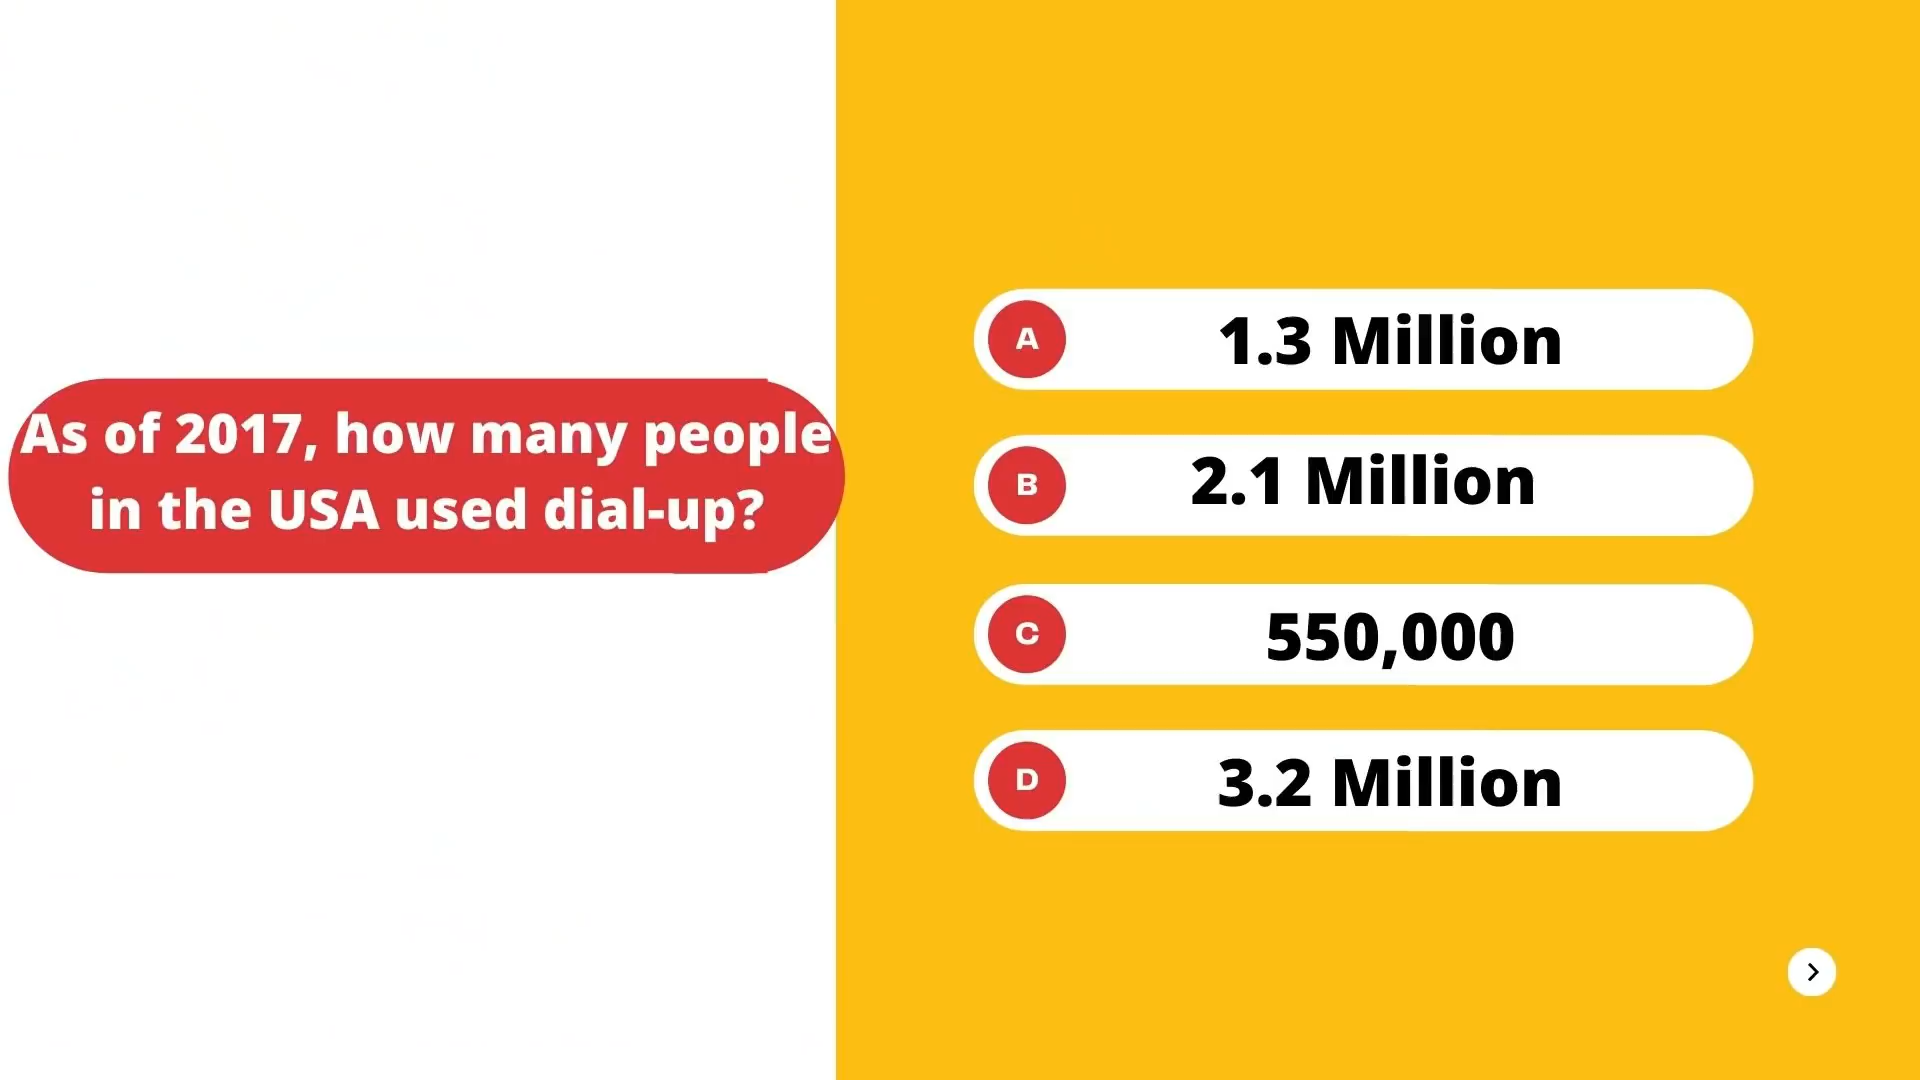 As of 2017, how many people
in the USA used dial-up?
A 1.3 Million
B 2.1 Million
C 550,000
D 3.2 Million